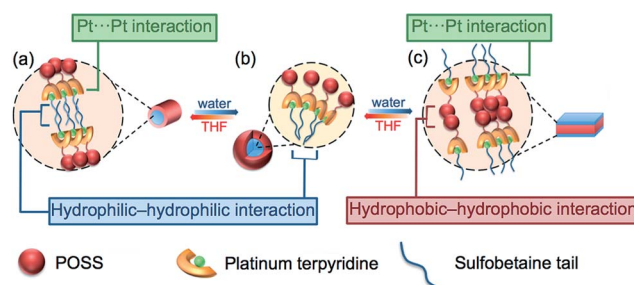 Pt···Pt interaction
Pt···Pt interaction
(a)
(b)
(c)
water
THF
water
THF
Hydrophilic–hydrophilic interaction
Hydrophobic–hydrophobic interaction
POSS
Platinum terpyridine
Sulfobetaine tail